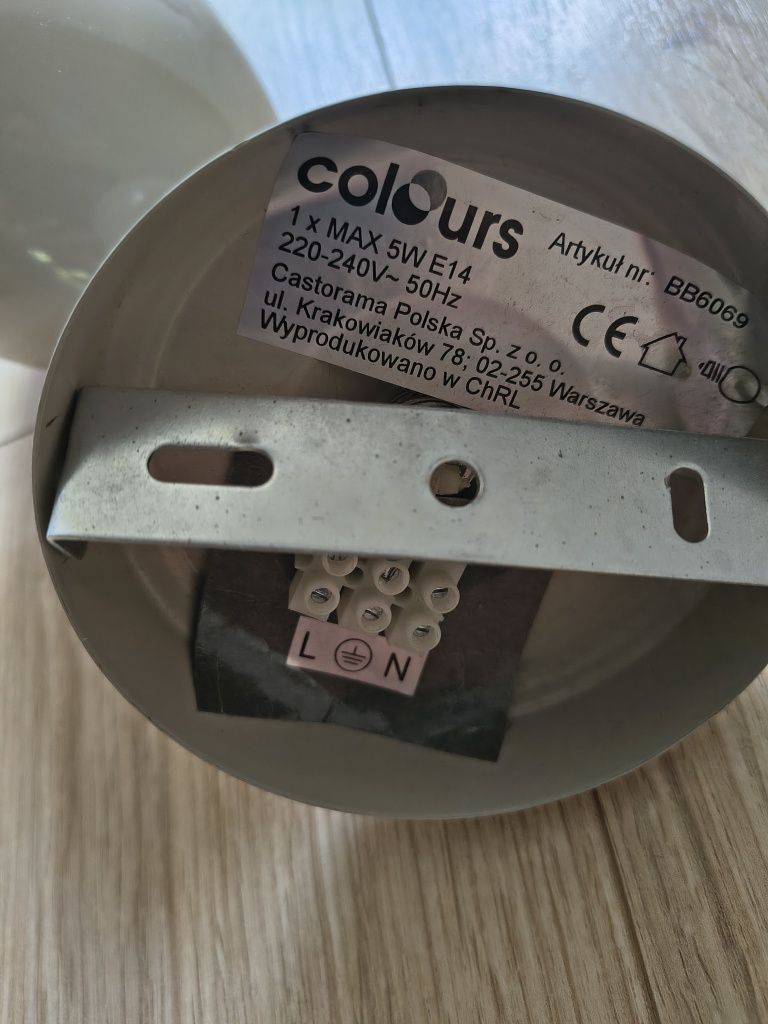 colours
1 x MAX 5W E14
220-240V~ 50Hz
Artykuł nr: BB6069
Castorama Polska Sp. z o. o.
ul. Krakowiaków 78; 02-255 Warszawa
Wyprodukowano w ChRL
CE
L N